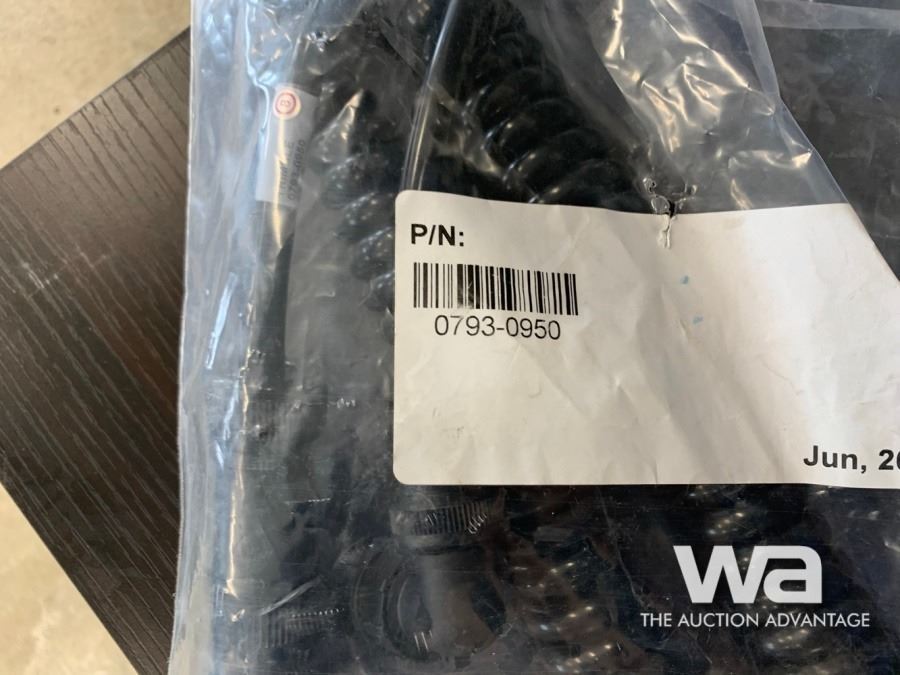 P/N:
0793-0950
Jun, 20
wa
THE AUCTION ADVANTAGE